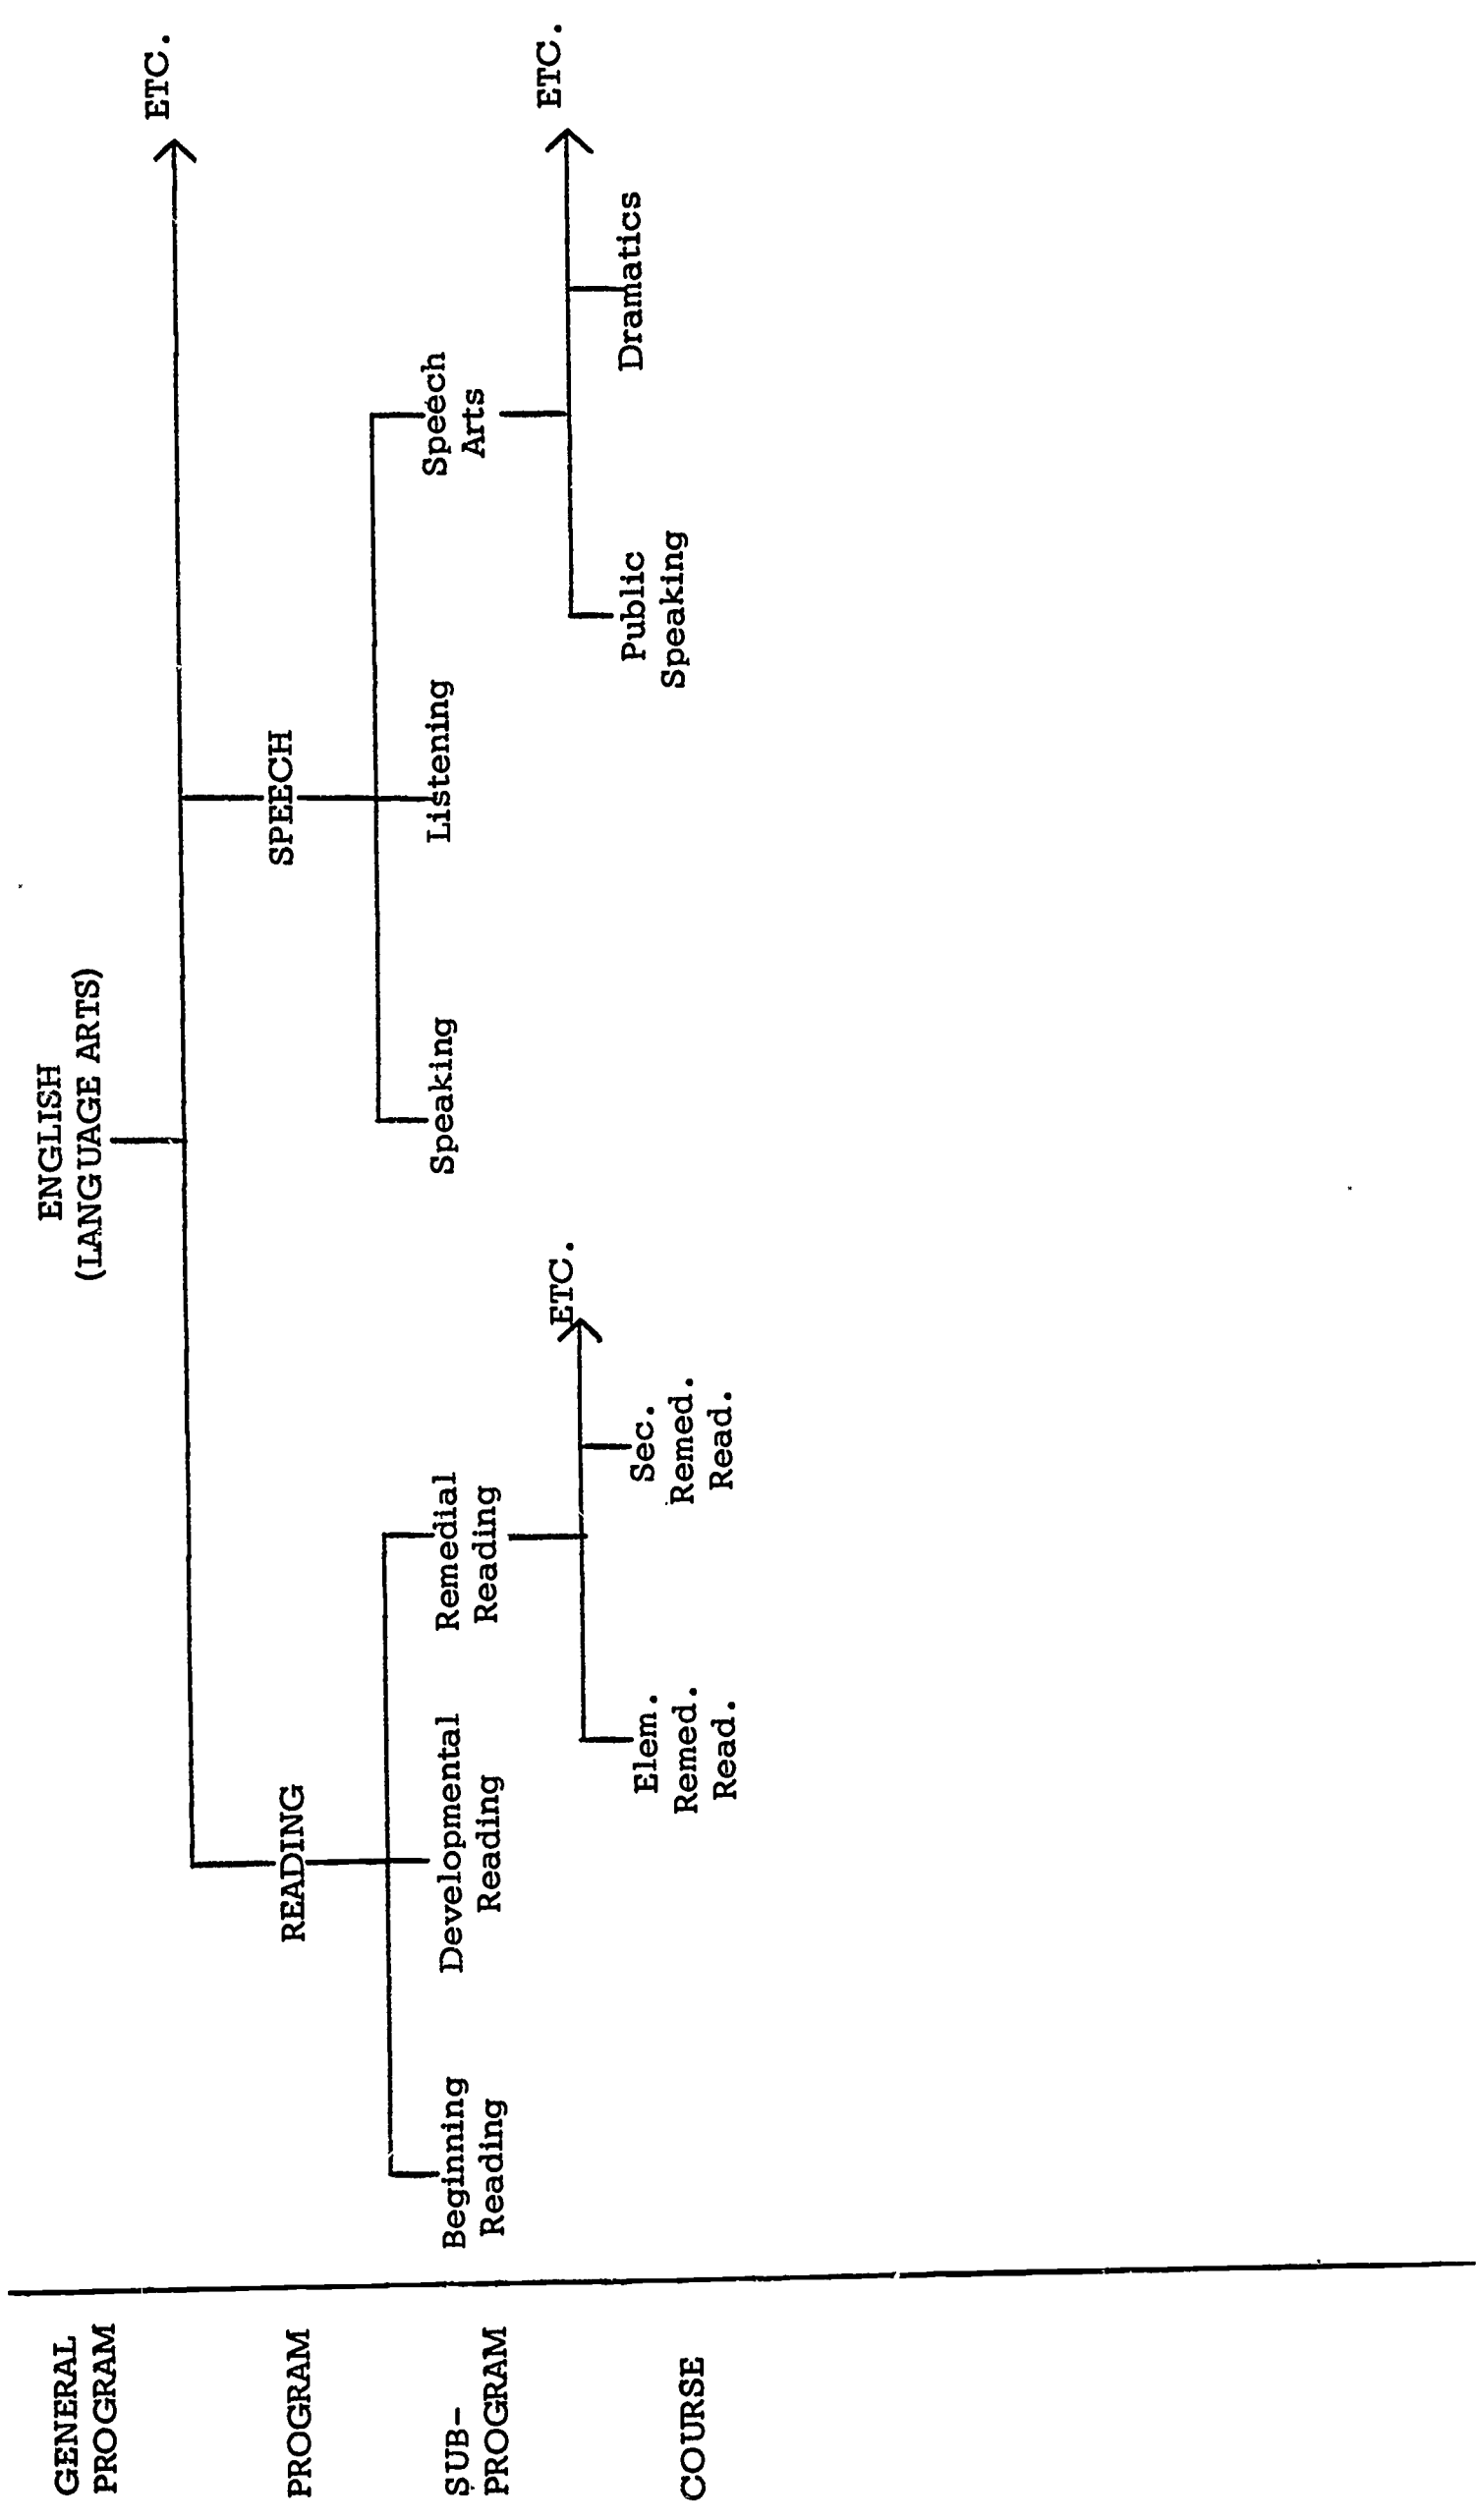 GENERAL
PROGRAM
ENGLISH
(LANGUAGE ARTS)
ETC.
PROGRAM
READING
SPEECH
SUB-
PROGRAM
Beginning
Reading
Developmental
Reading
Remedial
Reading
Speaking
Listening
Speech
Arts
ETC.
ETC.
COURSE
Elem.
Remed.
Read.
Sec.
Remed.
Read.
Public
Speaking
Dramatics